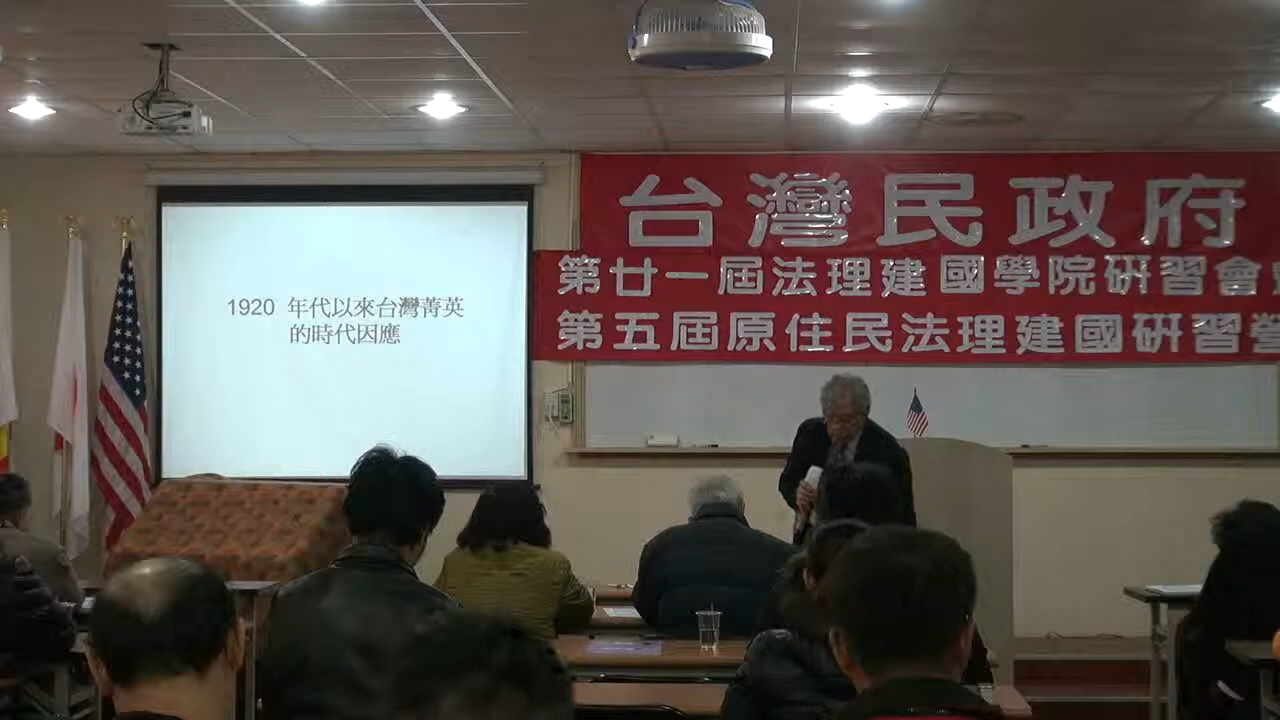 1920 年代以來台灣菁英
的時代因應
台灣民政府
第廿一屆法理建國學院研習會
第五屆原住民法理建國研習營